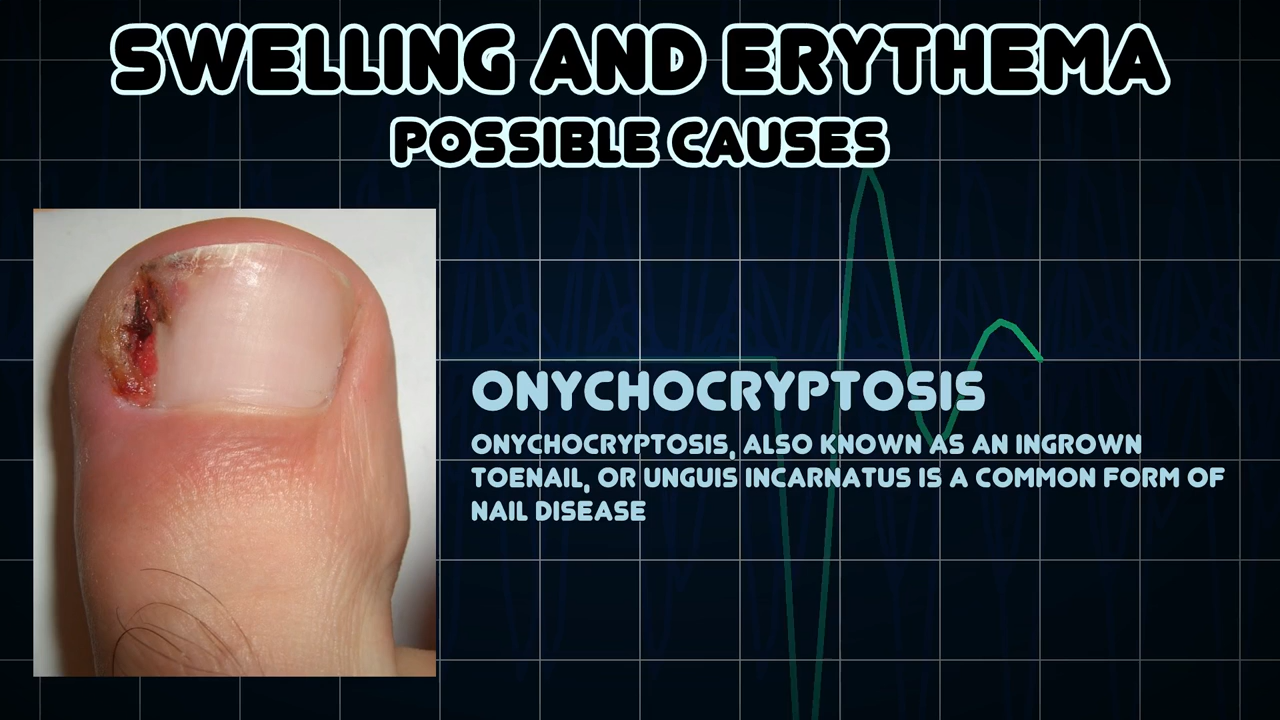 SWELLING AND ERYTHEMA
POSSIBLE CAUSES
ONYCHOCRYPTOSIS
ONYCHOCRYPTOSIS, ALSO KNOWN AS AN INGROWN
TOENAIL, OR UNGUIS INCARNATUS IS A COMMON FORM OF
NAIL DISEASE